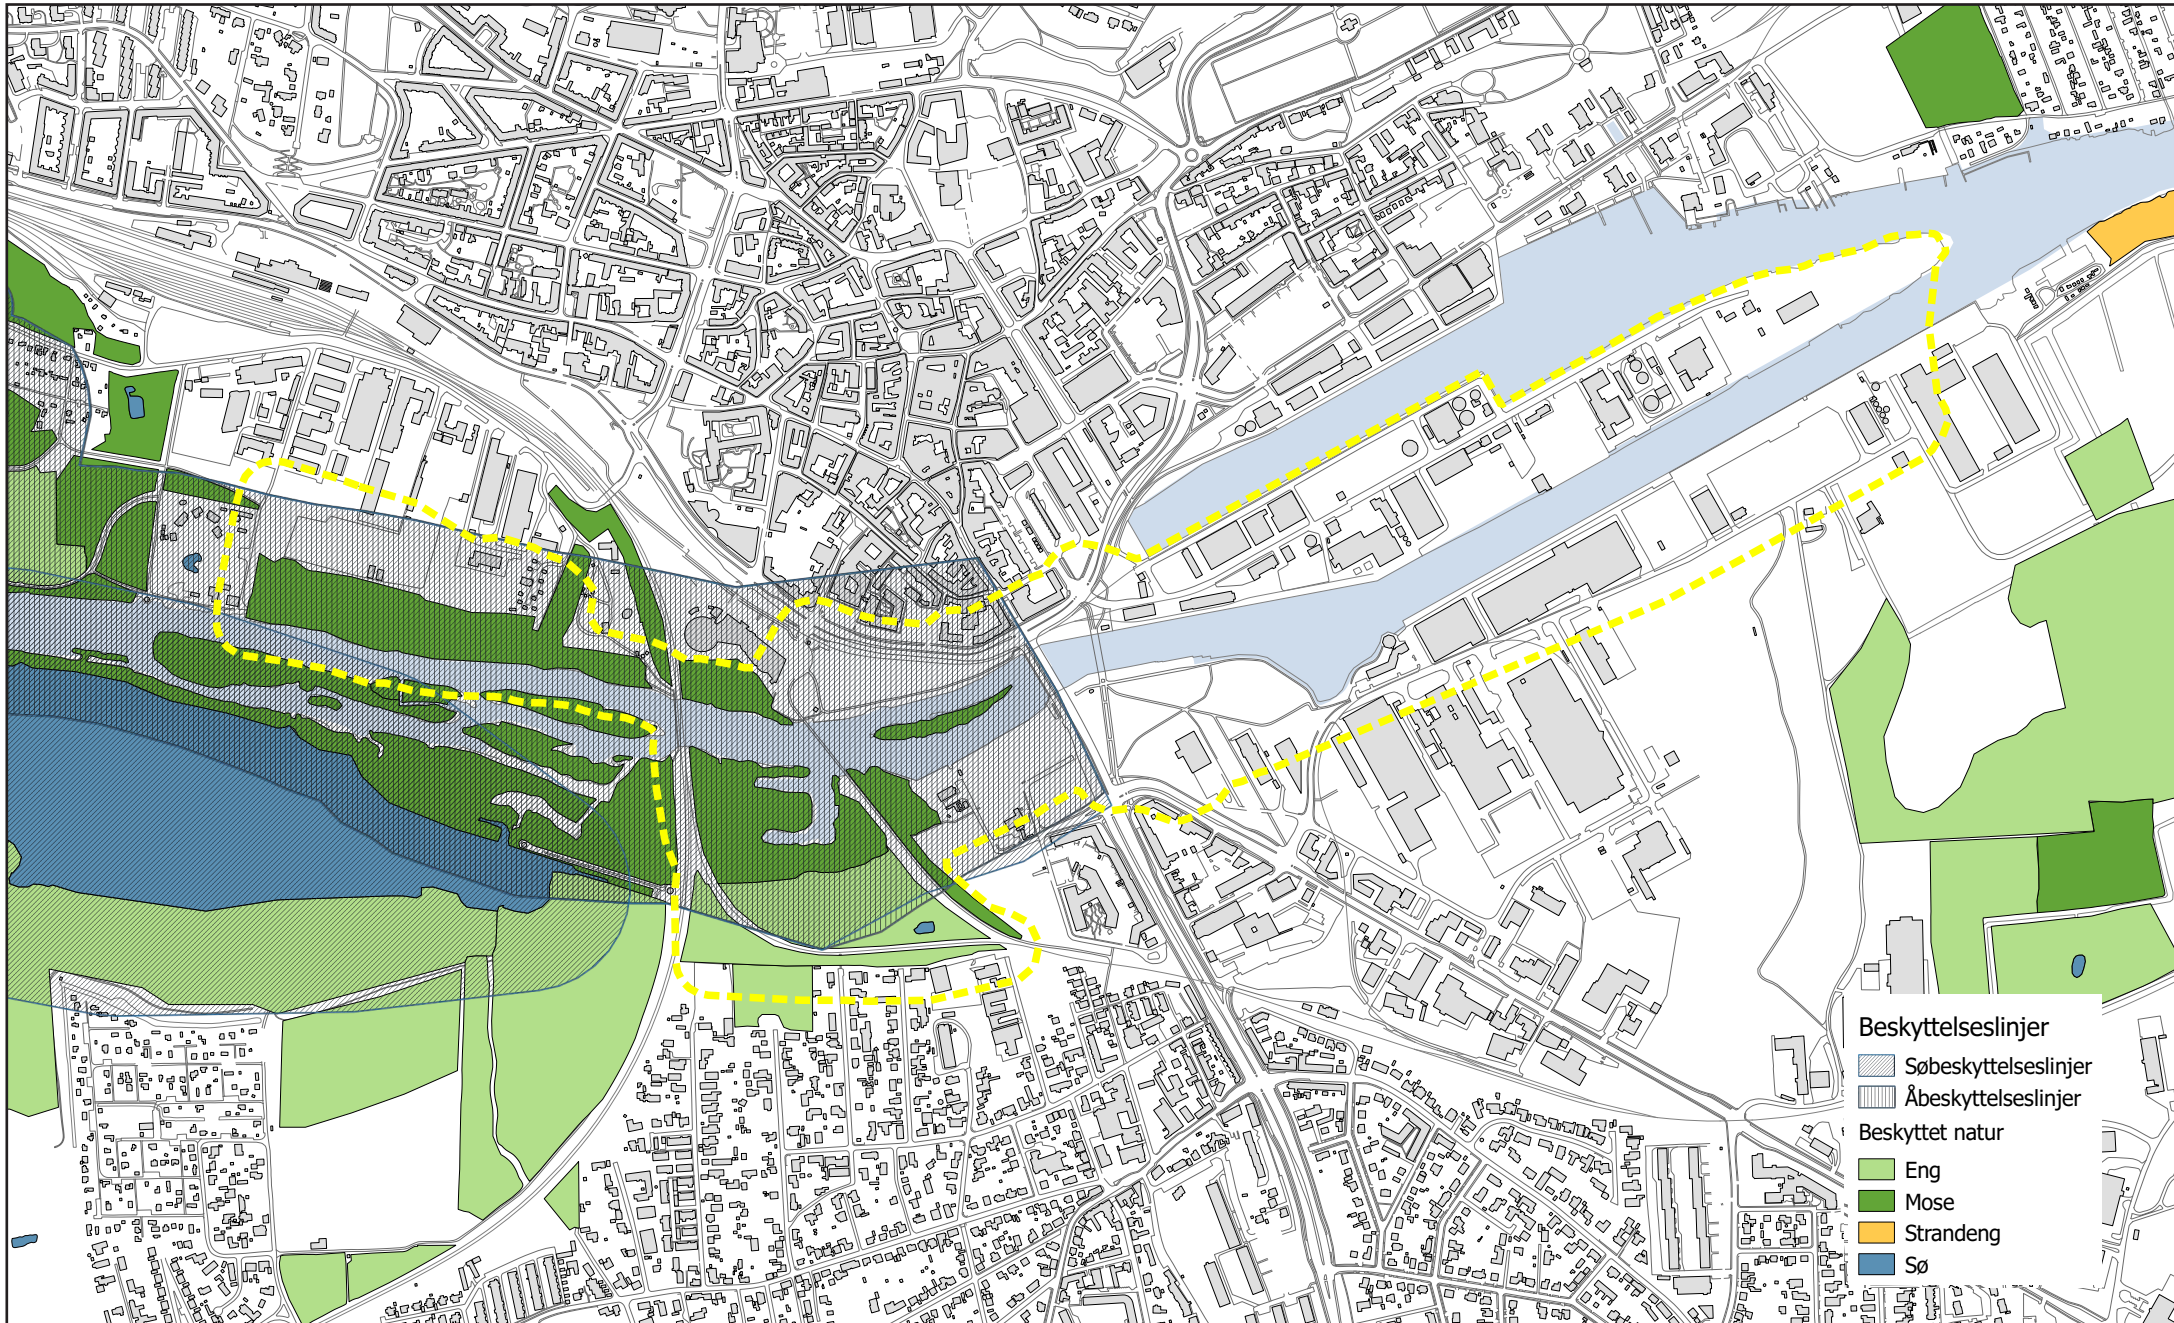 Beskyttelseslinjer
Søbeskyttelseslinjer
Åbeskyttelseslinjer
Beskyttet natur
Eng
Mose
Strandeng
Sø